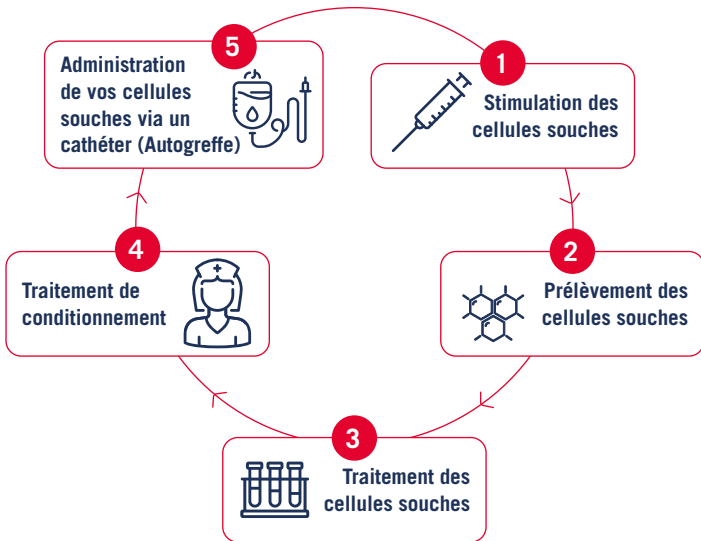 1
Stimulation des
cellules souches
2
Prélèvement des
cellules souches
3
Traitement des
cellules souches
4
Traitement de
conditionnement
5
Administration
de vos cellules
souches via un
cathéter (Autogreffe)